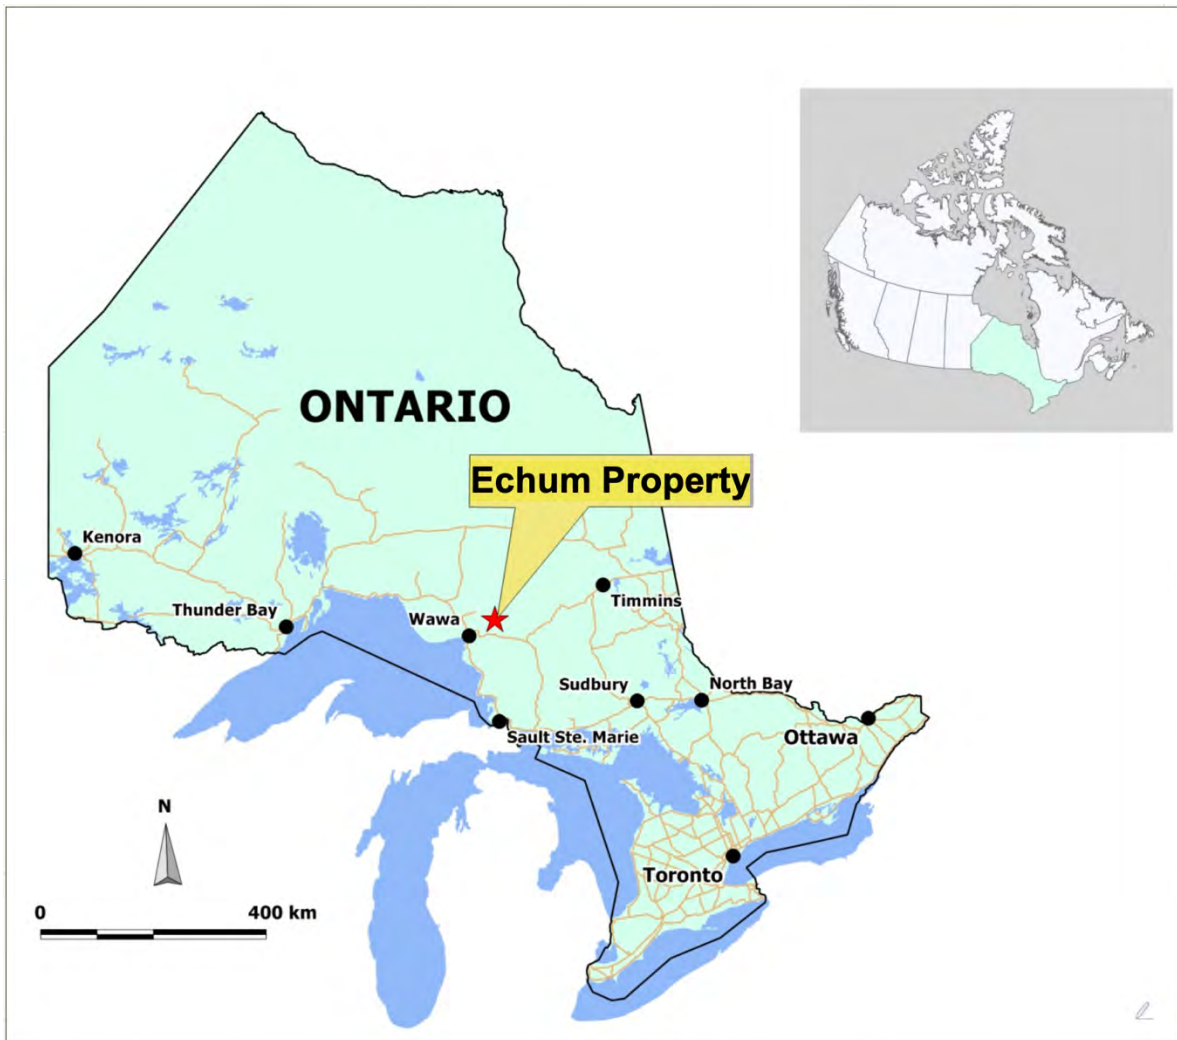 ONTARIO
Echum Property
Kenora
Thunder Bay
Timmins
Wawa
Sudbury
North Bay
Sault Ste. Marie
Ottawa
N
Toronto
0
400 km